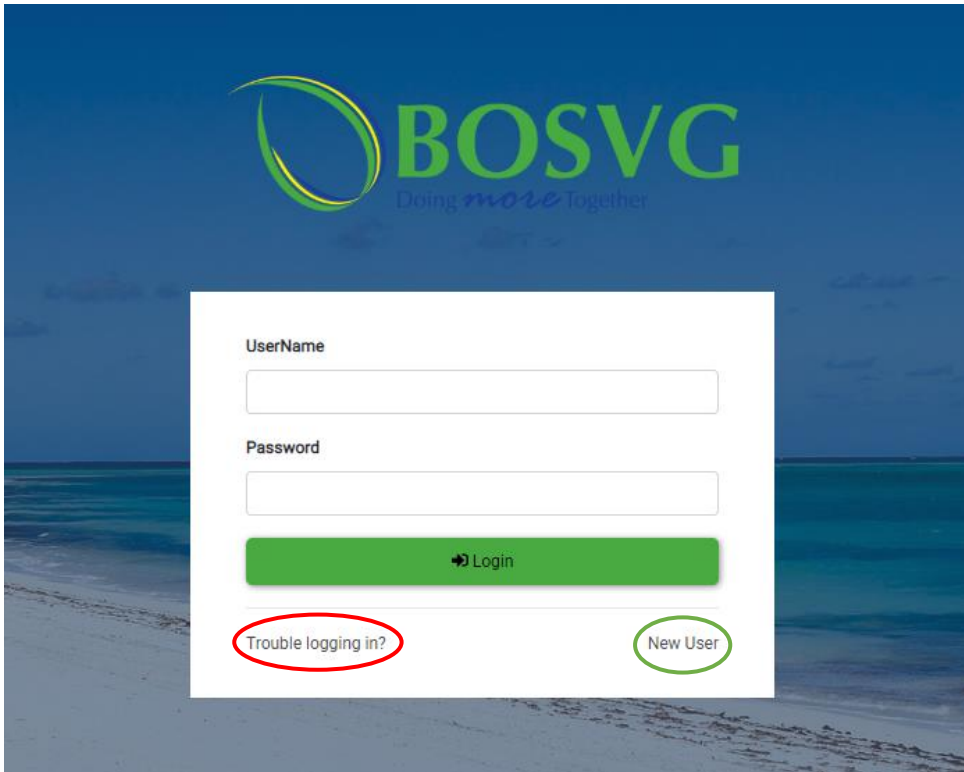 BOSVG
Doing more Together
UserName
Password
Login
Trouble logging in?
New User